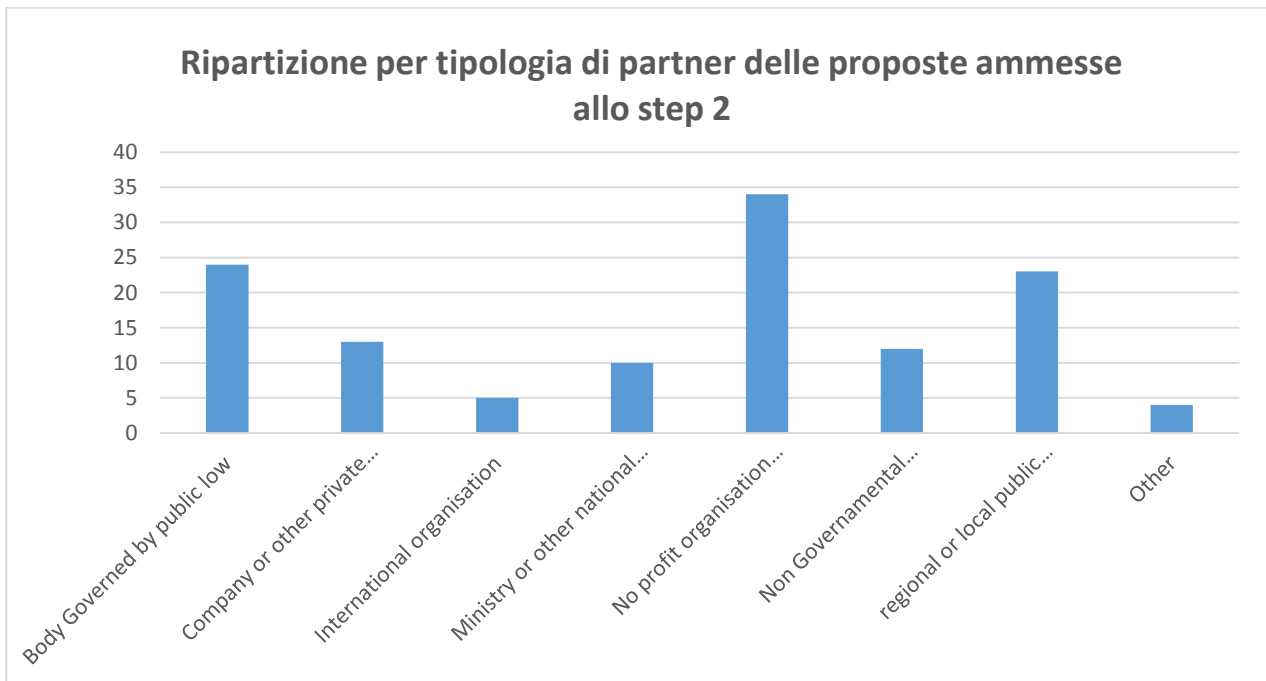 Ripartizione per tipologia di partner delle proposte ammesse
allo step 2
40
35
30
25
20
15
10
5
0
Body Governed by public low
Company or other private...
International organisation
Ministry or other national...
No profit organisation...
Non Governamental...
regional or local public...
Other